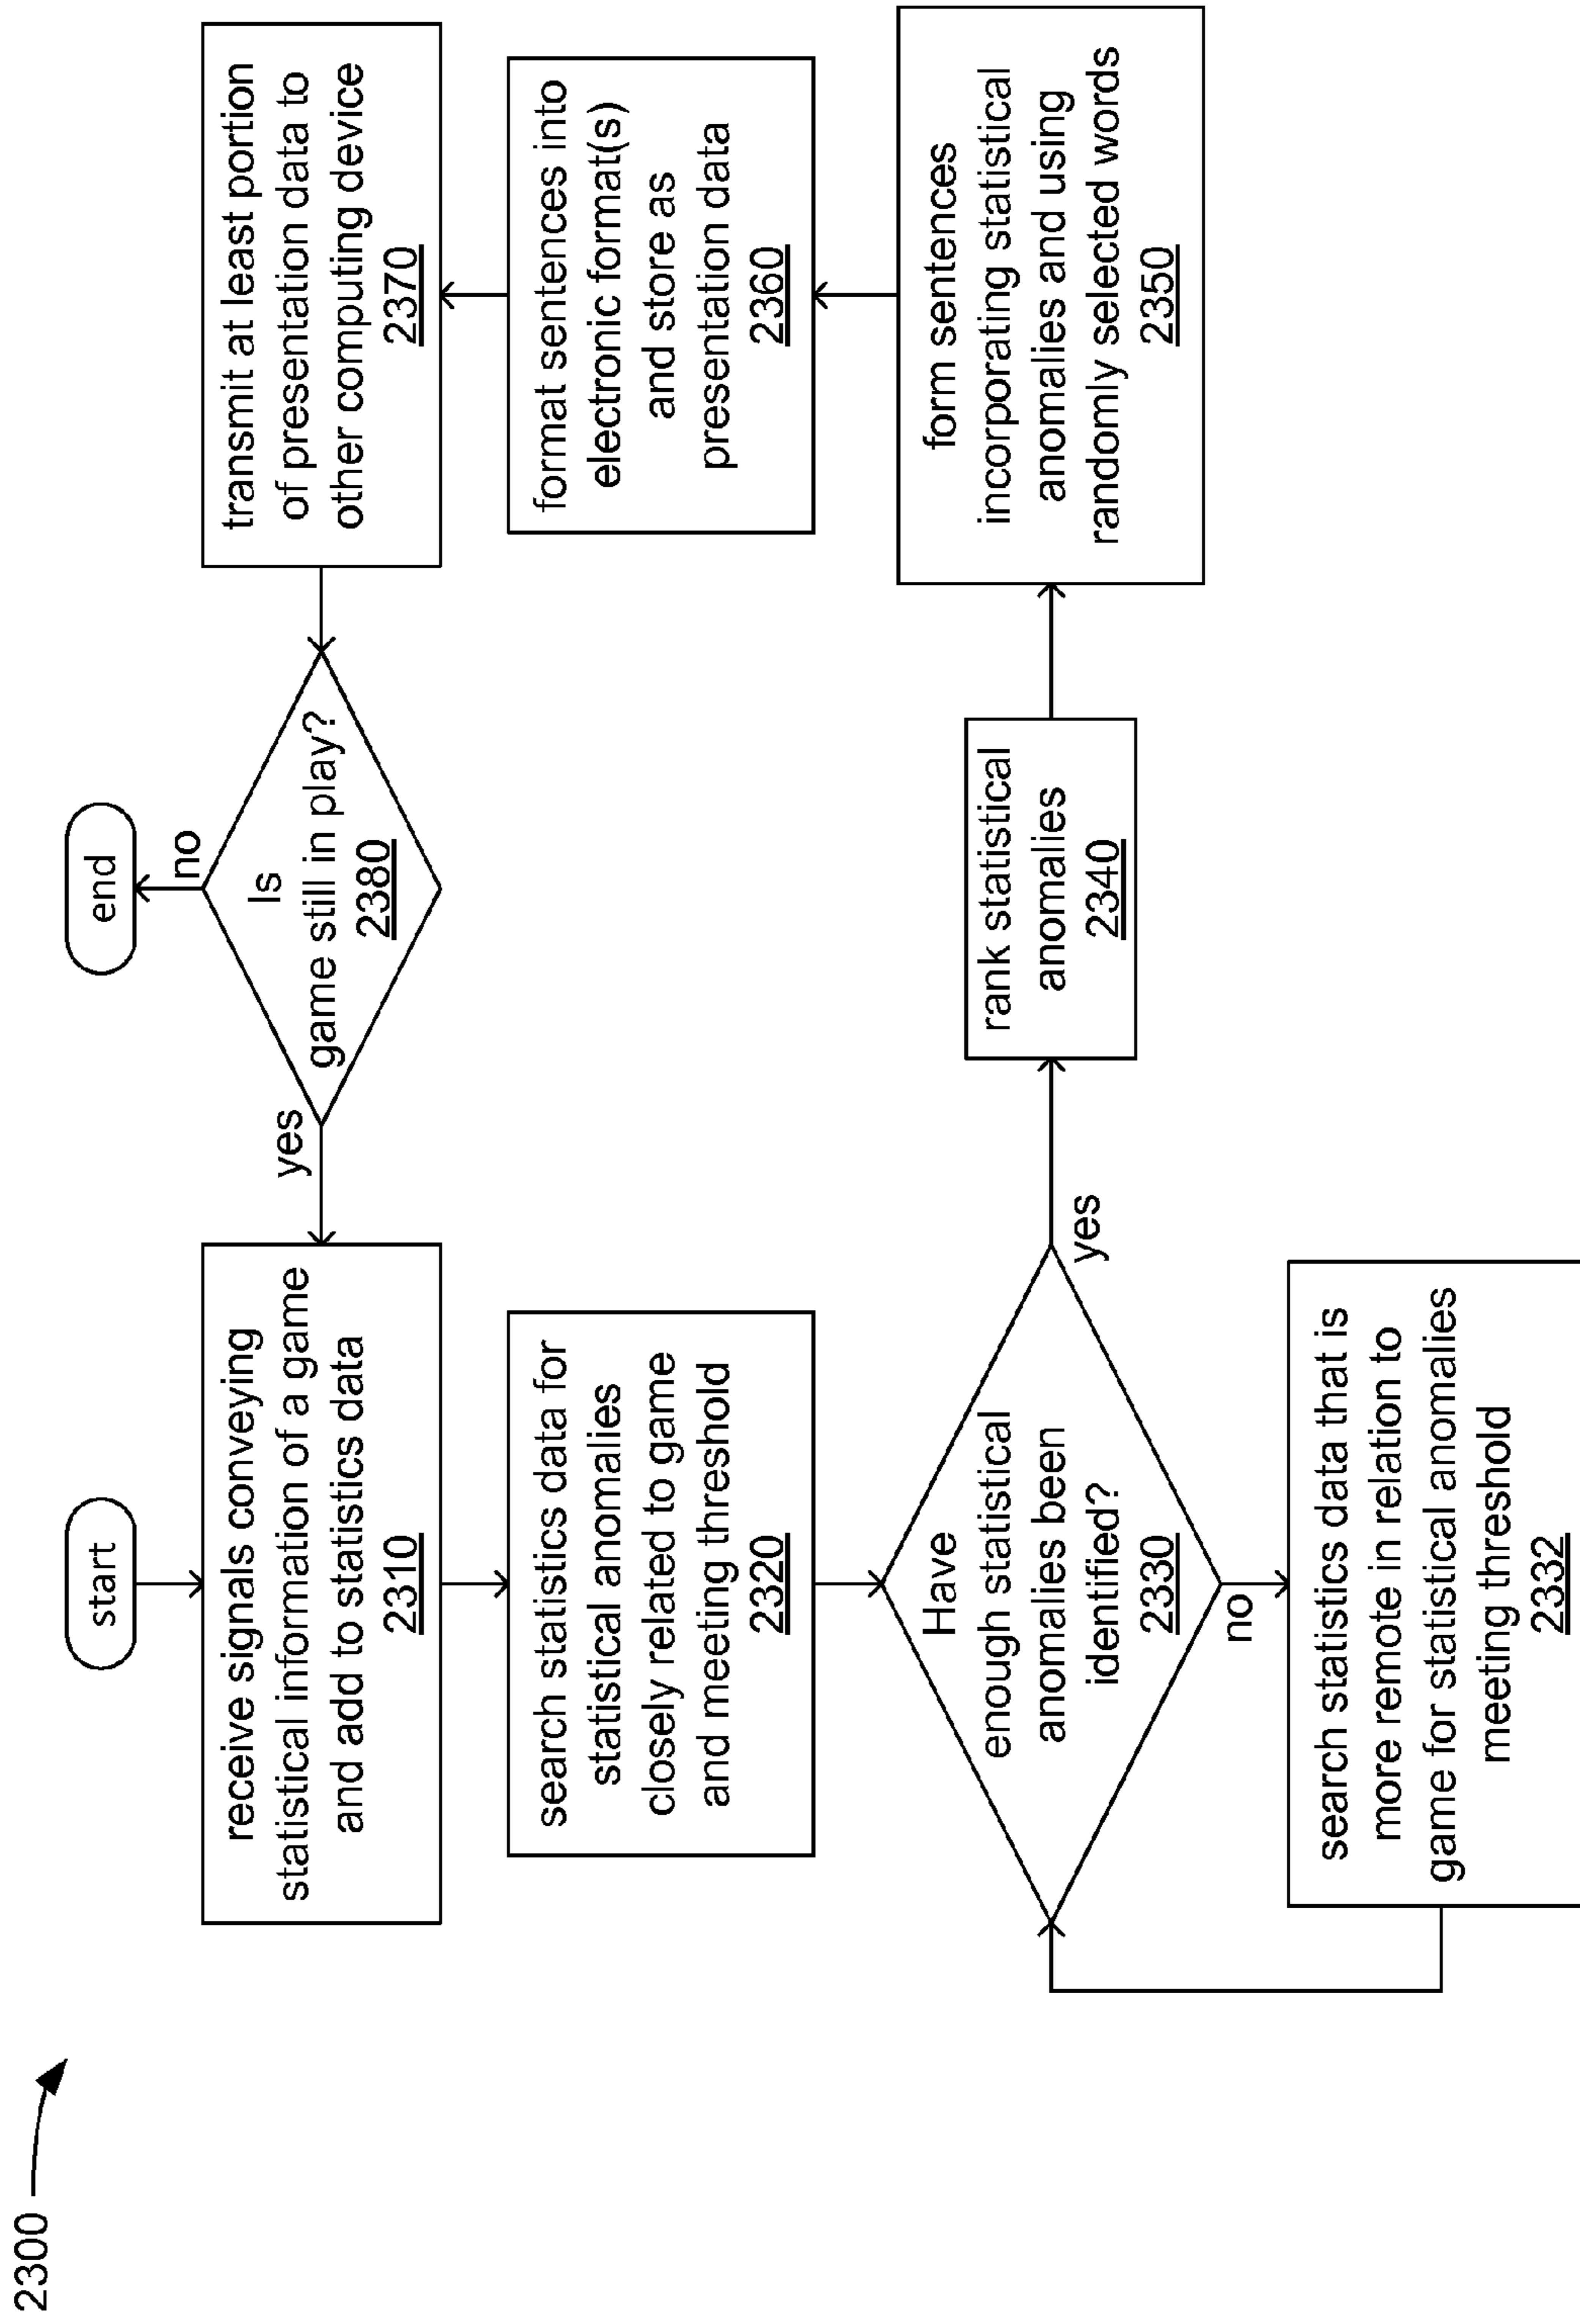 2300
start
receive signals conveying
statistical information of a game
and add to statistics data
2310
search statistics data for
statistical anomalies
closely related to game
and meeting threshold
2320
Have
enough statistical
anomalies been
identified?
2330
no
search statistics data that is
more remote in relation to
game for statistical anomalies
meeting threshold
2332
yes
rank statistical
anomalies
2340
form sentences
incorporating statistical
anomalies and using
randomly selected words
2350
format sentences into
electronic format(s)
and store as
presentation data
2360
transmit at least portion
of presentation data to
other computing device
2370
Is
game still in play?
2380
yes
no
end